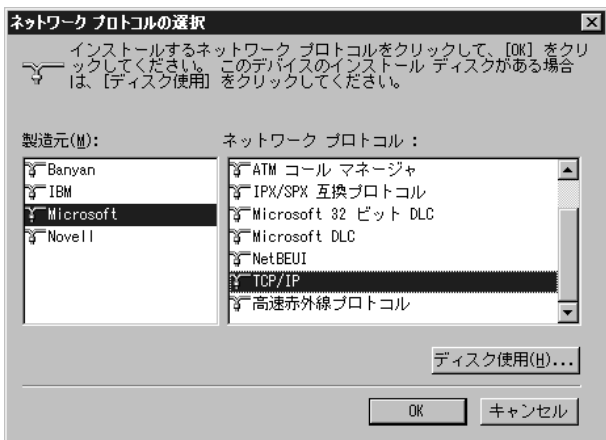 ネットワーク プロトコルの選択
インストールするネットワーク プロトコルをクリックして、[OK] をクリ
ックしてください。 このデバイスのインストール ディスクがある場合
は、[ディスク使用] をクリックしてください。
製造元(M):
Banyan
IBM
Microsoft
Novell
ネットワーク プロトコル :
ATM コール マネージャ
IPX/SPX 互換プロトコル
Microsoft 32 ビット DLC
Microsoft DLC
NetBEUI
TCP/IP
高速赤外線プロトコル
ディスク使用(H)...
OK
キャンセル